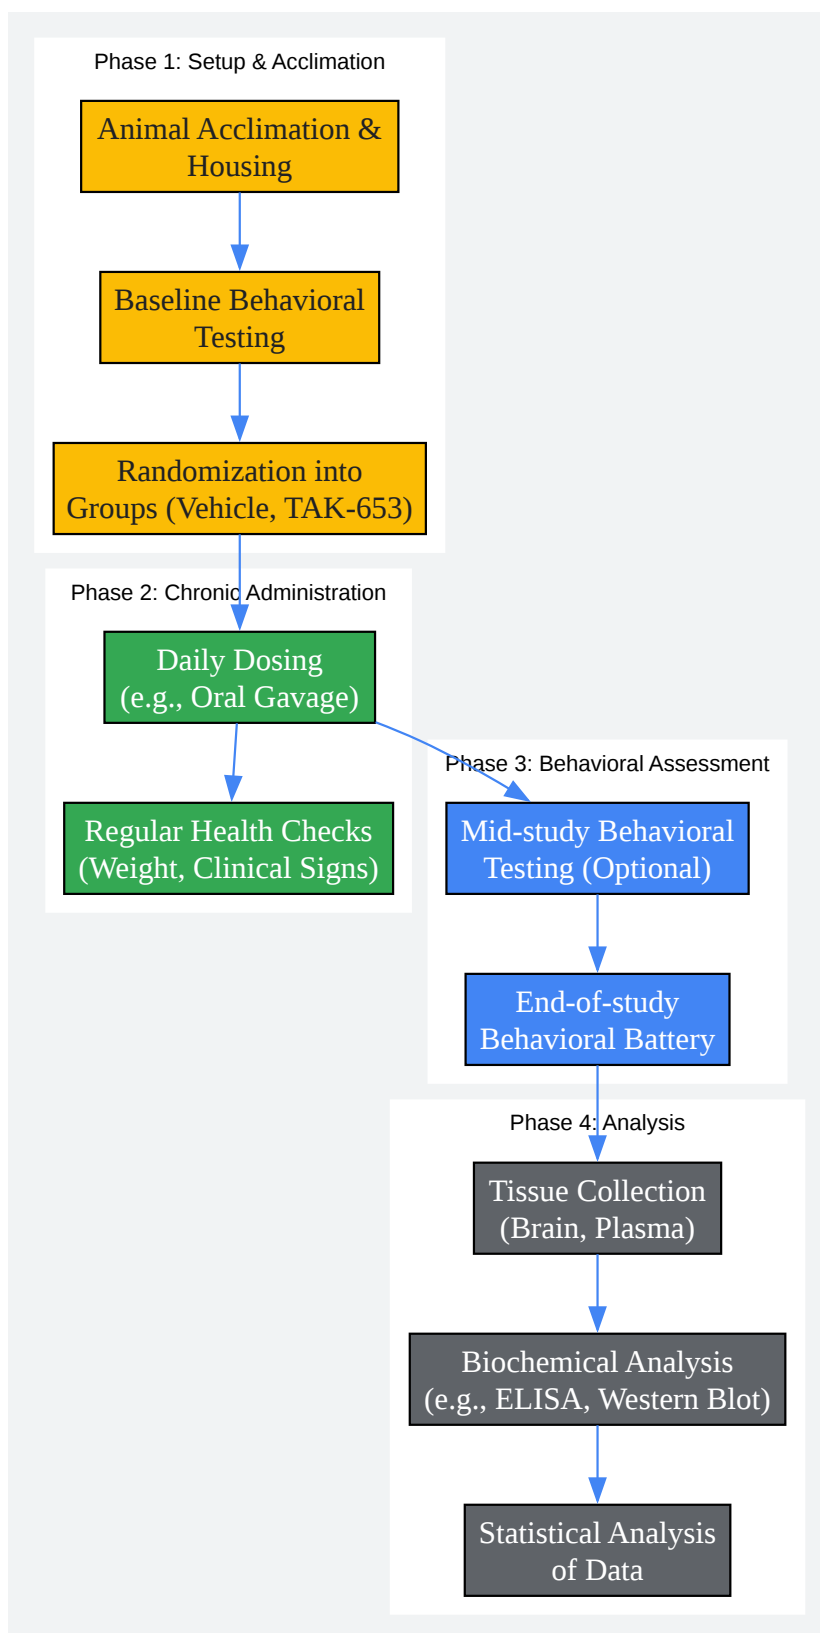 Phase 1: Setup & Acclimation
Animal Acclimation &
Housing
Baseline Behavioral
Testing
Randomization into
Groups (Vehicle, TAK-653)
Phase 2: Chronic Administration
Daily Dosing
(e.g., Oral Gavage)
Regular Health Checks
(Weight, Clinical Signs)
Phase 3: Behavioral Assessment
Mid-study Behavioral
Testing (Optional)
End-of-study
Behavioral Battery
Phase 4: Analysis
Tissue Collection
(Brain, Plasma)
Biochemical Analysis
(e.g., ELISA, Western Blot)
Statistical Analysis
of Data